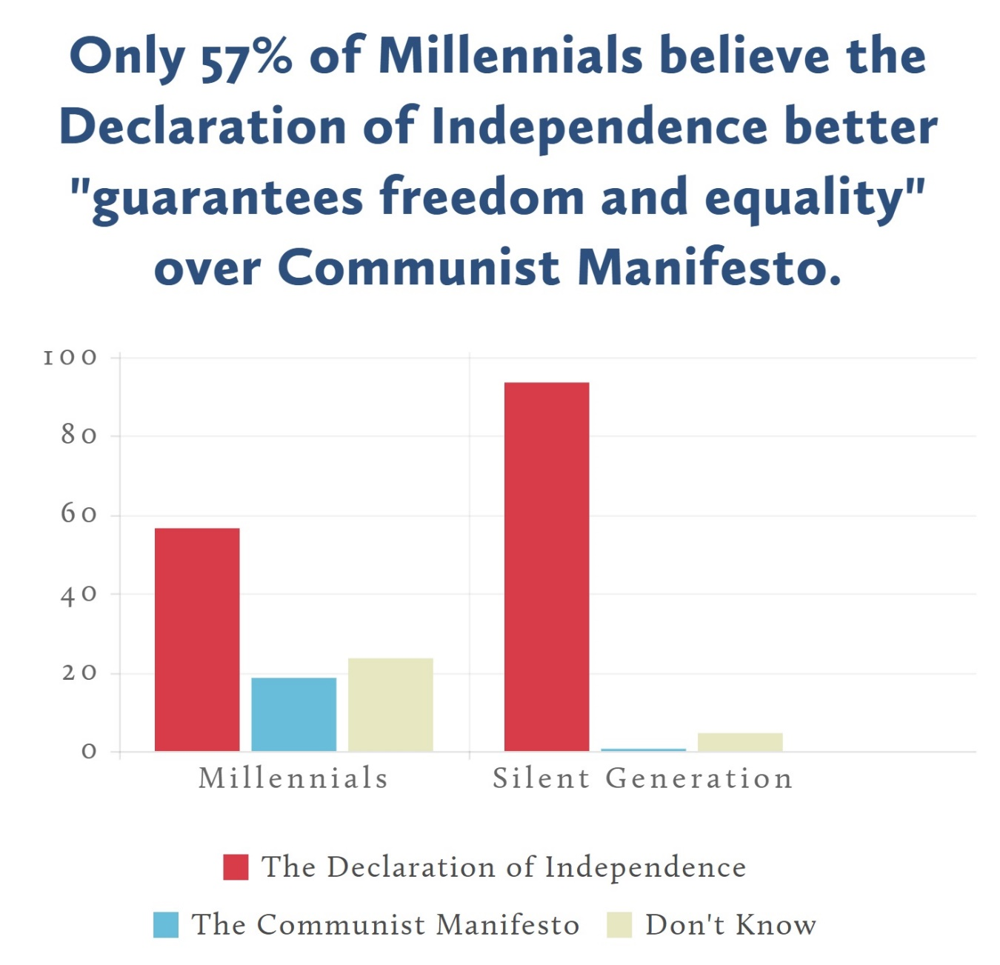 Only 57% of Millennials believe the
Declaration of Independence better
"guarantees freedom and equality"
over Communist Manifesto.
100
80
60
40
20
0
Millennials
Silent Generation
The Declaration of Independence
The Communist Manifesto
Don't Know